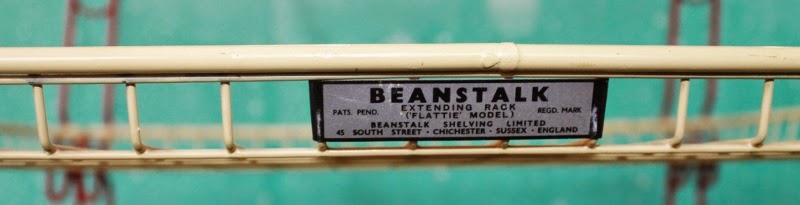 BEANSTALK
EXTENDING RACK
PATS. PEND. ('FLATTIE' MODEL) REGD. MARK
BEANSTALK SHELVING LIMITED
45 SOUTH STREET · CHICHESTER · SUSSEX · ENGLAND